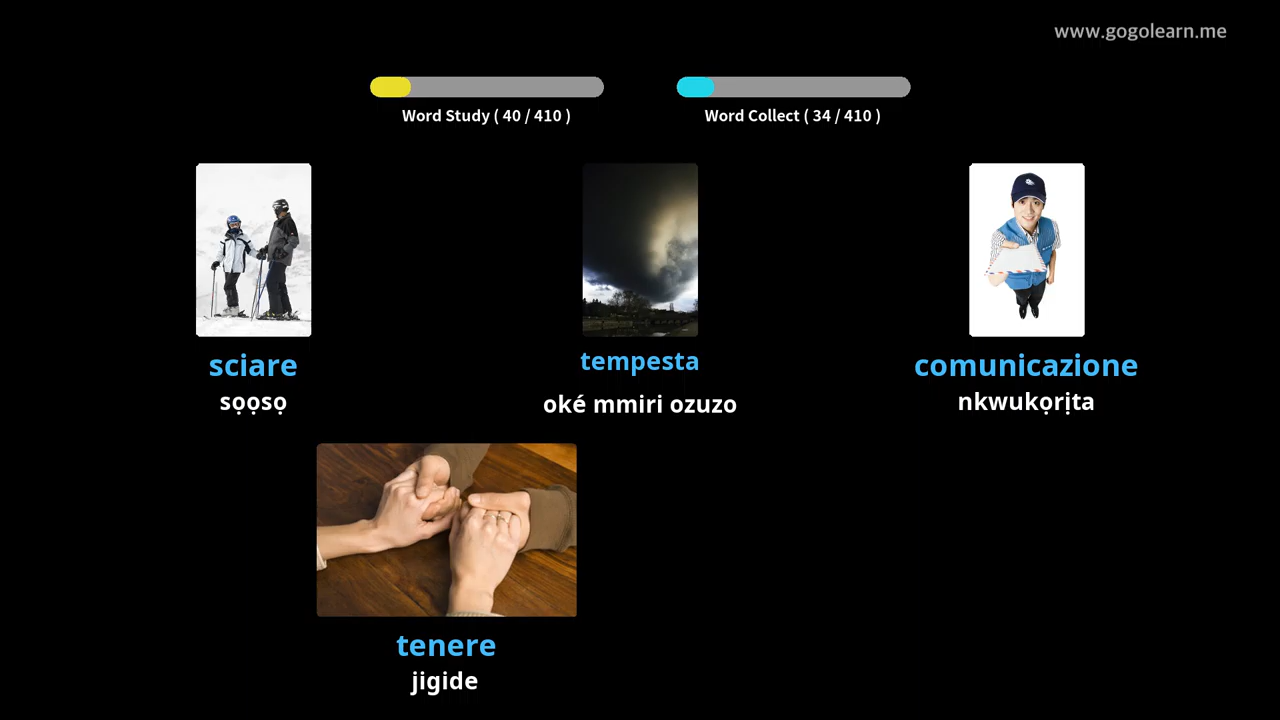 www.gogolearn.me
Word Study ( 40 / 410 )
Word Collect ( 34 / 410 )
sciare
sọọsọ
tempesta
oké mmiri ozuzo
comunicazione
nkwukọrịta
tenere
jigide